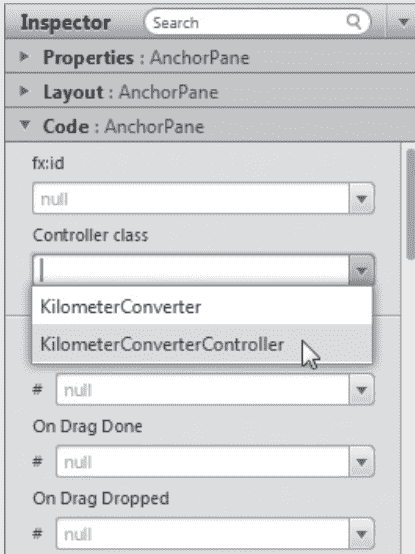 Inspector Search
Properties : AnchorPane
Layout : AnchorPane
Code : AnchorPane
fx:id
null
Controller class
KilometerConverter
KilometerConverterController
# null
On Drag Done
# null
On Drag Dropped
# null